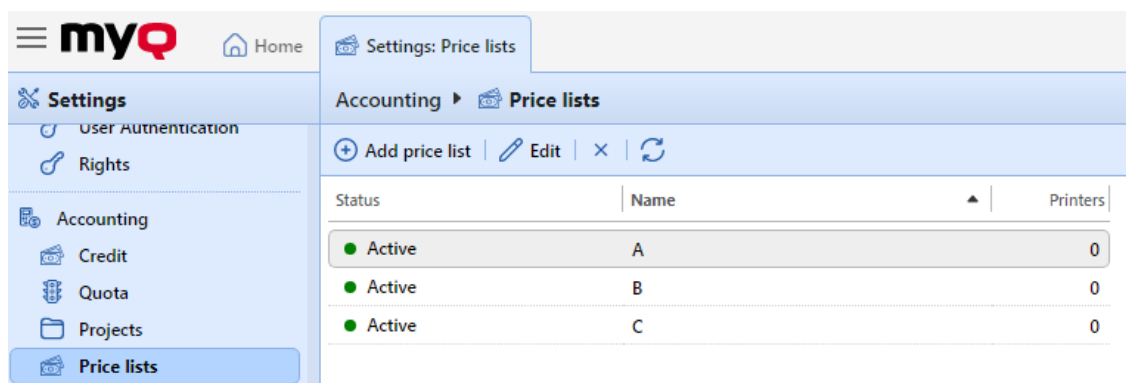 myQ
Home
Settings: Price lists
Settings
Accounting Price lists
User Authentication
Rights
Accounting
Credit
Quota
Projects
Price lists
Add price list Edit
Status Name Printers
Active A 0
Active B 0
Active C 0